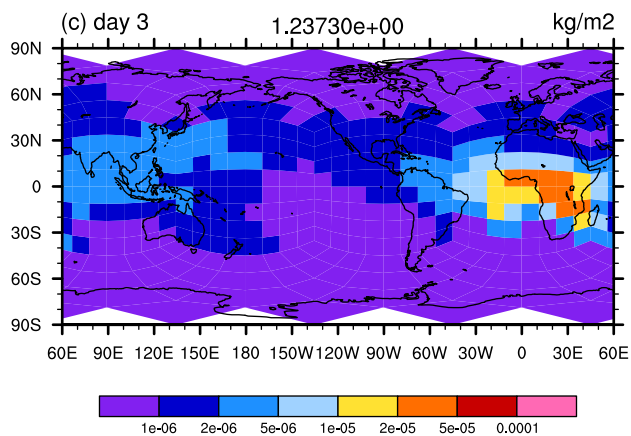 (c) day 3 1.23730e+00 kg/m2
90N
60N
30N
0
30S
60S
90S
60E 90E 120E 150E 180 150W 120W 90W 60W 30W 0 30E 60E
1e-06 2e-06 5e-06 1e-05 2e-05 5e-05 0.0001